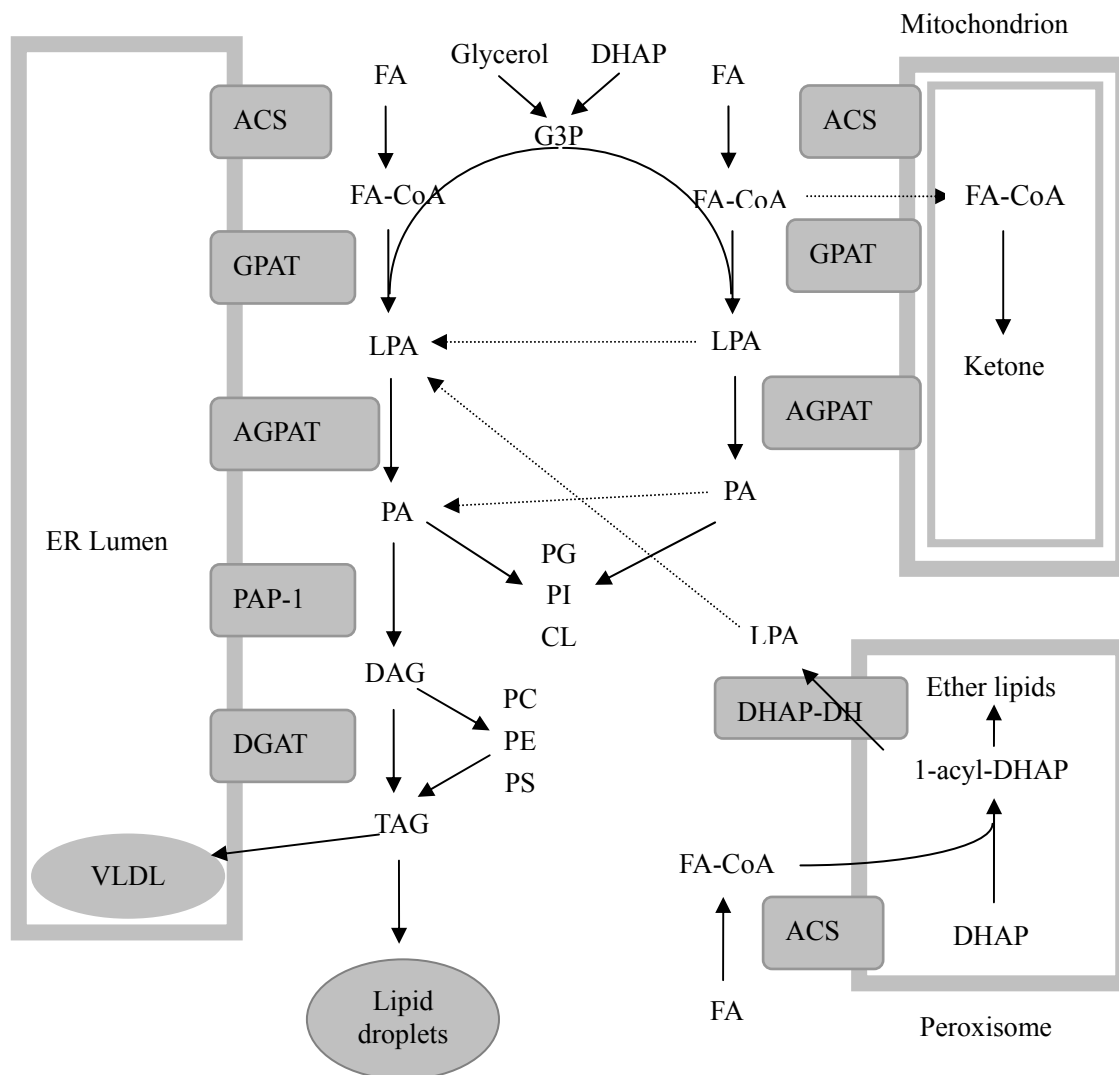 Mitochondrion
Glycerol
DHAP
FA
FA
ACS
ACS
G3P
FA-CoA
FA-CoA
FA-CoA
GPAT
GPAT
LPA
LPA
Ketone
AGPAT
AGPAT
PA
PA
ER Lumen
PG
PI
CL
PAP-1
LPA
DAG
Ether lipids
PC
PE
PS
DHAP-DH
DGAT
1-acyl-DHAP
TAG
VLDL
FA-CoA
ACS
DHAP
Lipid
droplets
FA
Peroxisome